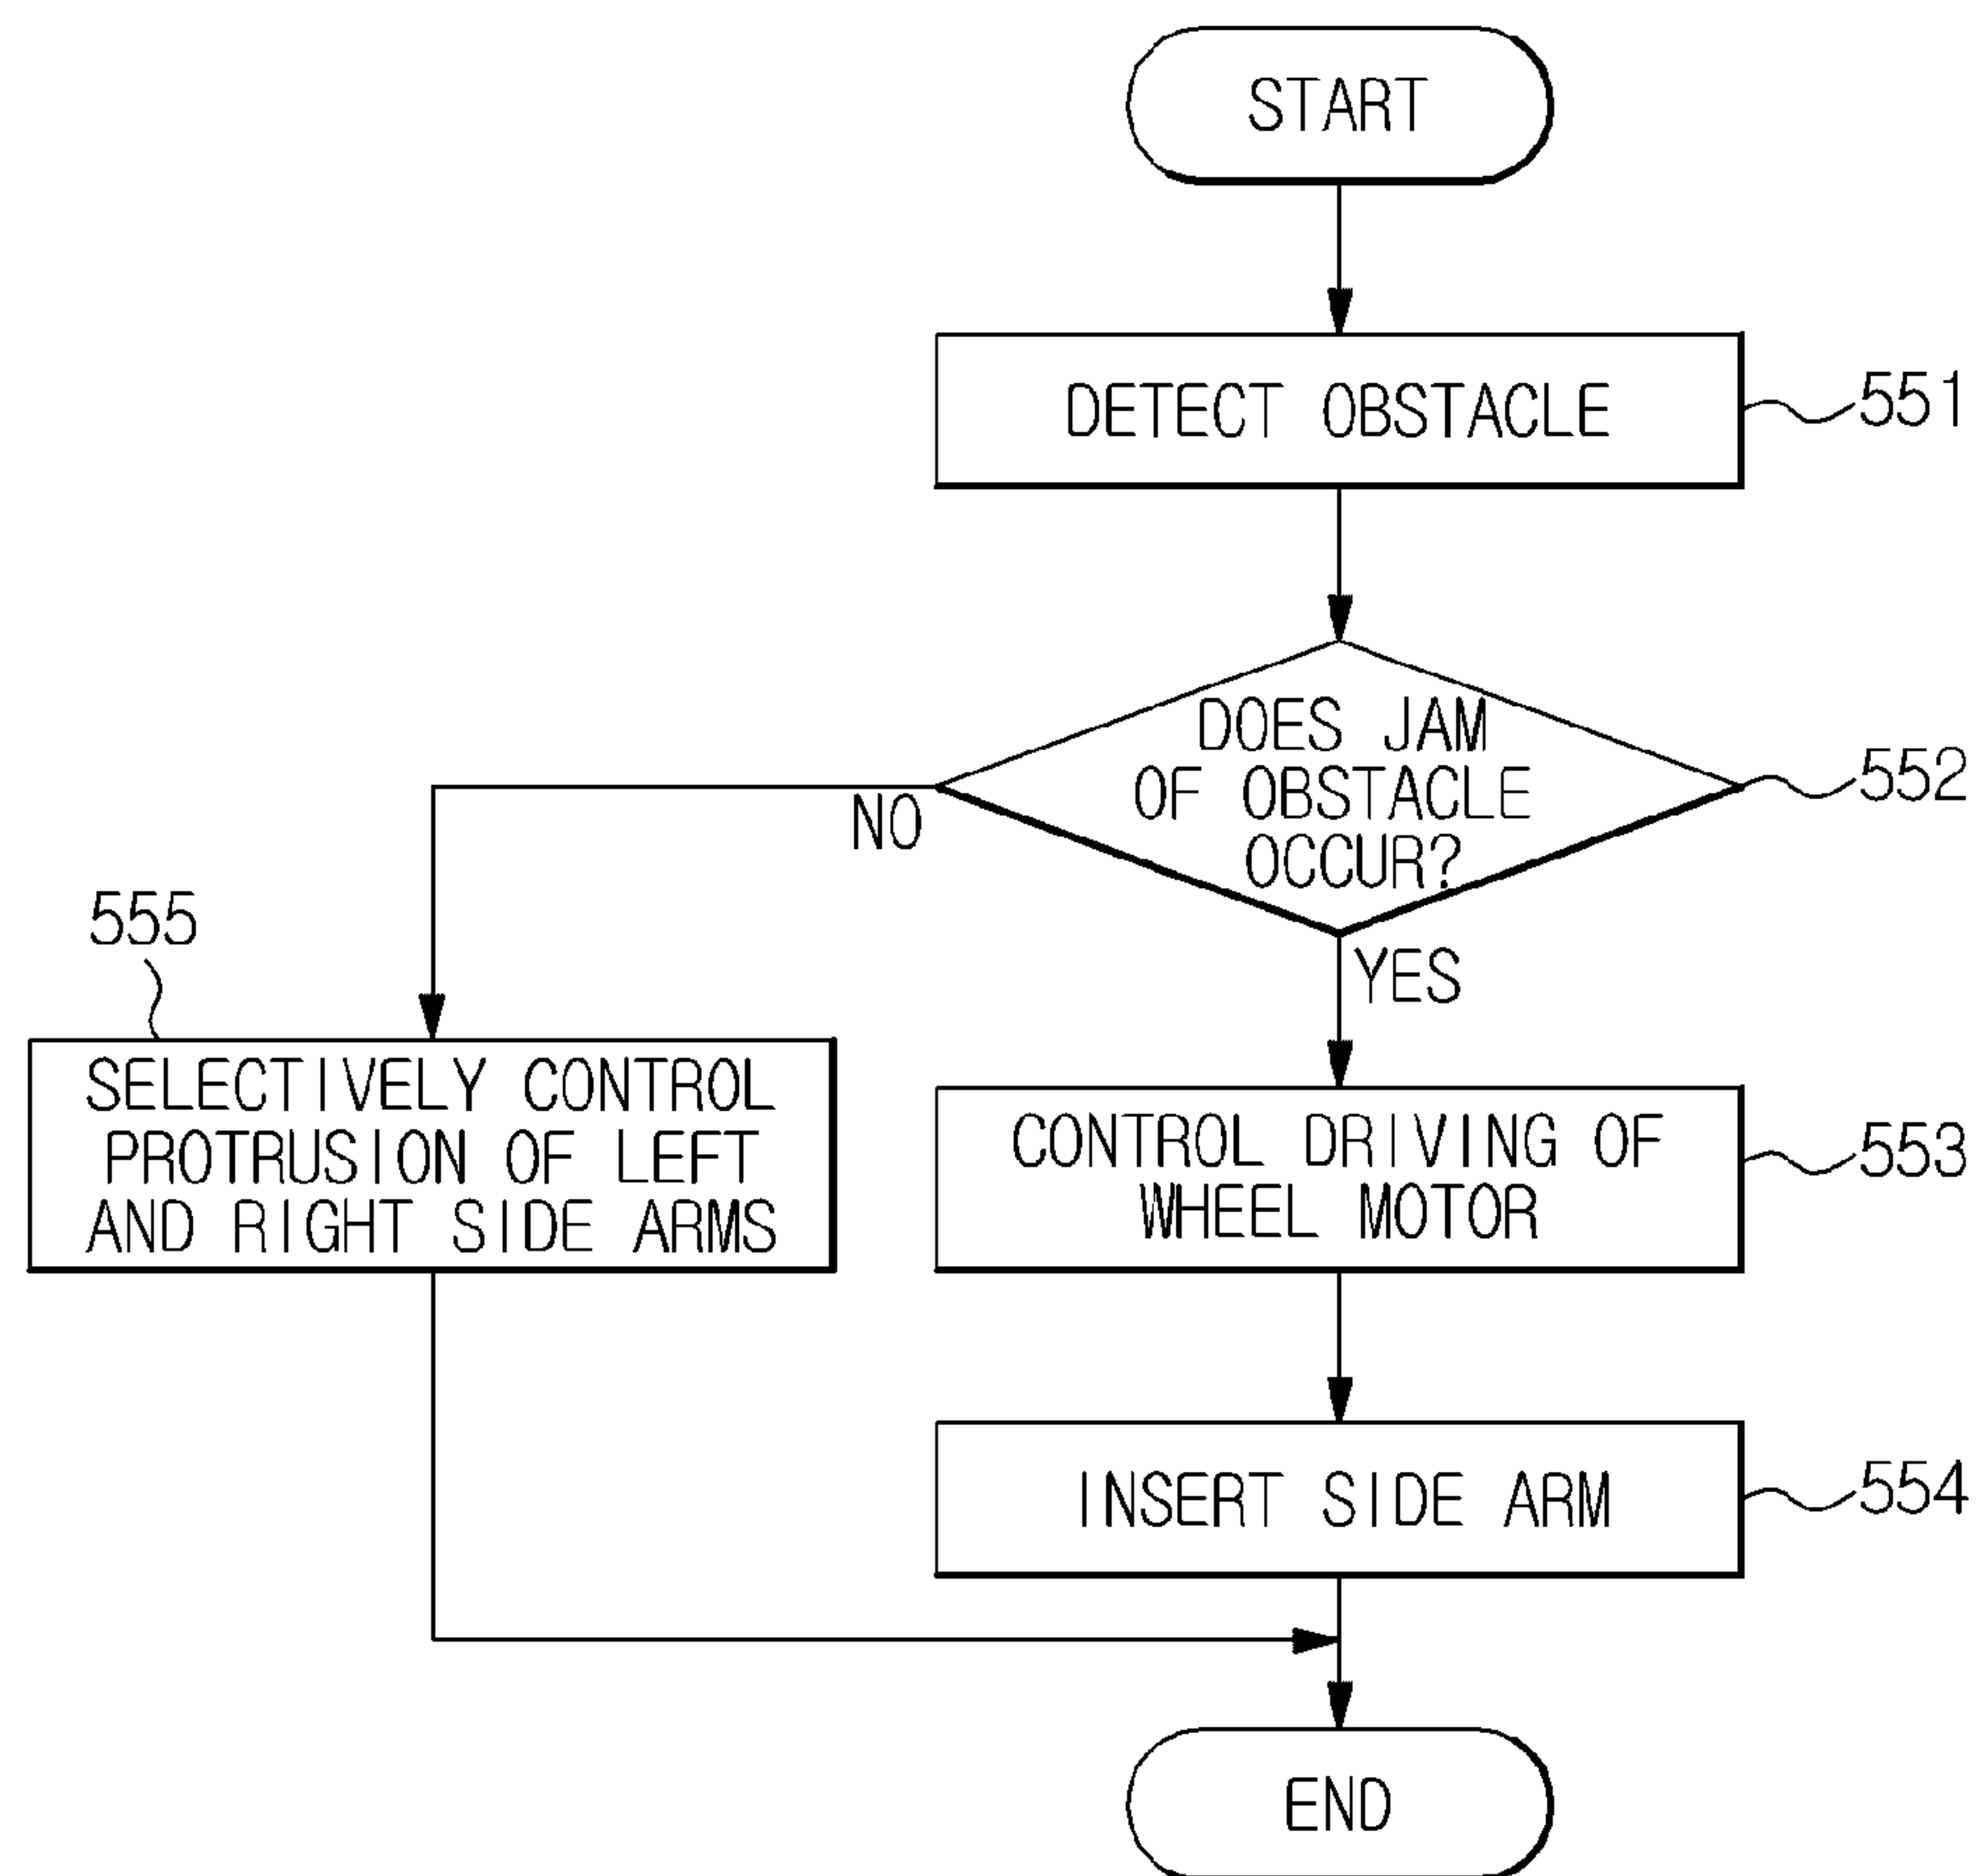 START
DETECT OBSTACLE
551
DOES JAM
OF OBSTACLE
OCCUR?
552
NO
YES
555
SELECTIVELY CONTROL
PROTRUSION OF LEFT
AND RIGHT SIDE ARMS
CONTROL DRIVING OF
WHEEL MOTOR
553
INSERT SIDE ARM
554
END